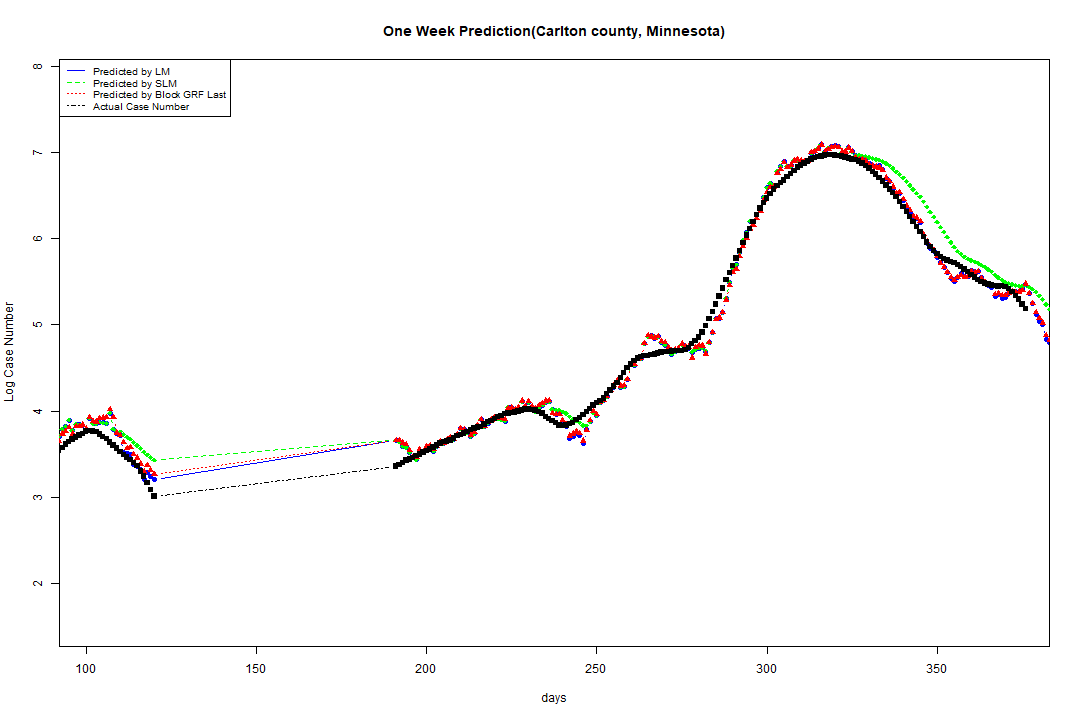 One Week Prediction(Carlton county, Minnesota)
Predicted by LM
Predicted by SLM
Predicted by Block GRF Last
Actual Case Number
8
7
6
5
4
3
2
Log Case Number
100 150 200 250 300 350
days